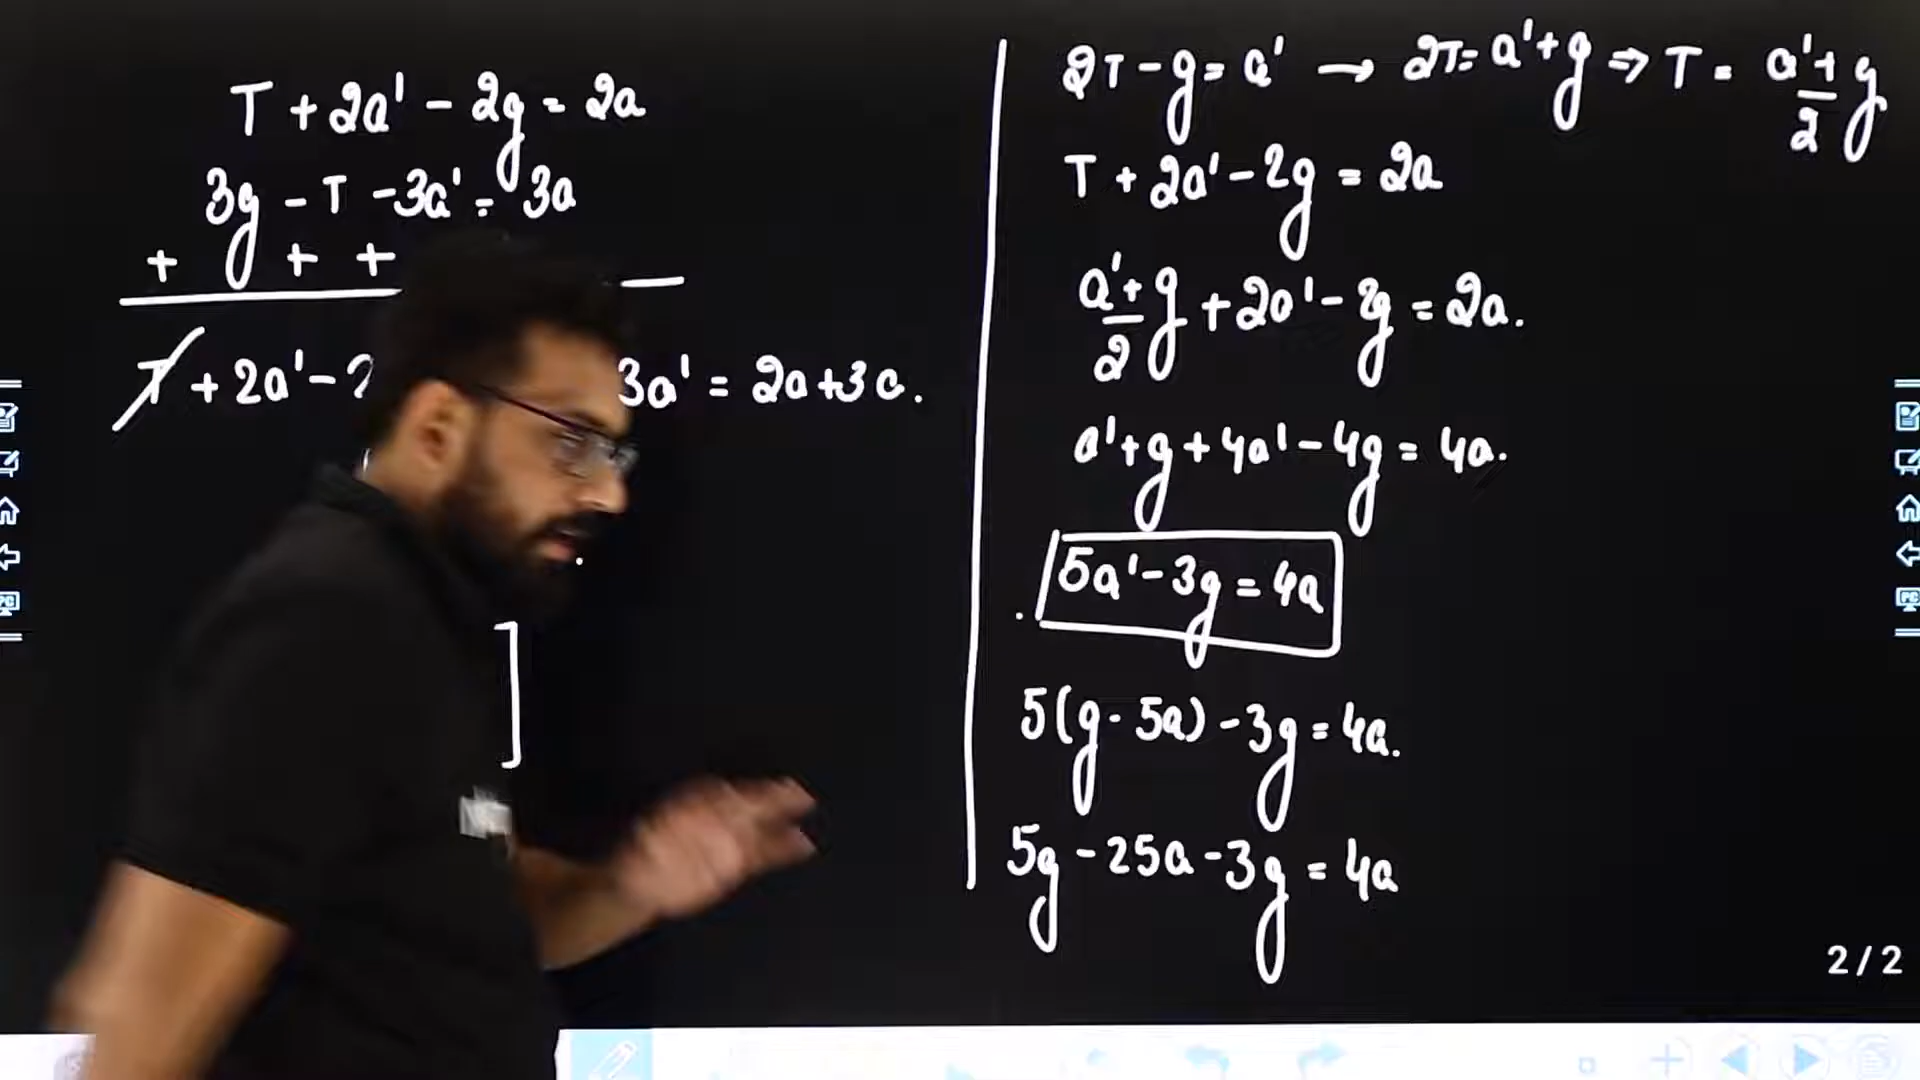 T + 2a' - 2g = 2a
3g - T - 3a' = 3a
+ + + —
T + 2a' - 3a' = 2a + 3a.
]
2T - g = a' → 2T = a' + g ⇒ T = a' + g / 2
T + 2a' - 2g = 2a
a' + g / 2 + 2a' - 2g = 2a.
a' + g + 4a' - 4g = 4a.
5a' - 3g = 4a
5(g - 5a) - 3g = 4a.
5g - 25a - 3g = 4a
2/2